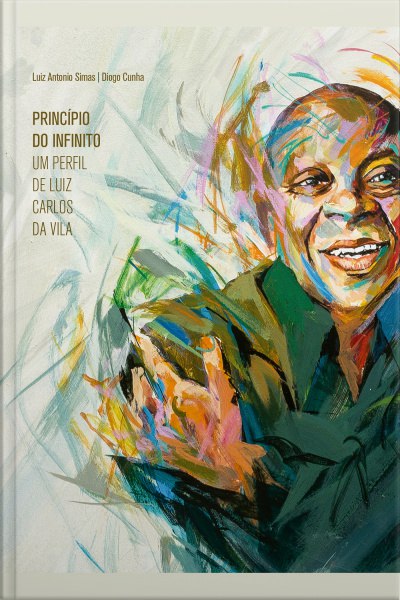 Luiz Antonio Simas | Diogo Cunha
PRINCÍPIO
DO INFINITO
UM PERFIL
DE LUIZ
CARLOS
DA VILA